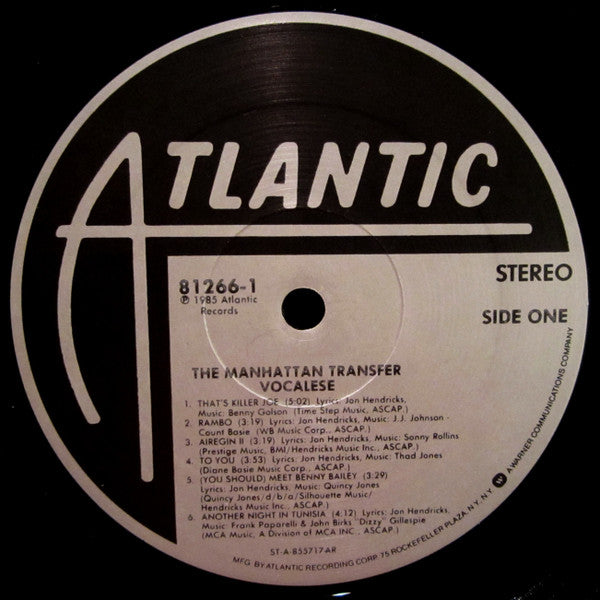 ATLANTIC
81266-1
℗ 1985 Atlantic
Records
STEREO
SIDE ONE
THE MANHATTAN TRANSFER
VOCALESE
1. THAT'S KILLER JOE (5:02) Lyrics: Jon Hendricks,
Music: Benny Golson (Time Step Music, ASCAP.)
2. RAMBO (3:19) Lyrics: Jon Hendricks, Music: J.J. Johnson -
Count Basie (WB Music Corp., ASCAP.)
3. AIREGIN II (3:19) Lyrics: Jon Hendricks, Music: Sonny Rollins
(Prestige Music, BMI/Hendricks Music Inc., ASCAP.)
4. TO YOU (3:53) Lyrics: Jon Hendricks, Music: Thad Jones
(Diane Basie Music Corp., ASCAP.)
5. (YOU SHOULD) MEET BENNY BAILEY (3:29)
Lyrics: Jon Hendricks, Music: Quincy Jones
(Quincy Jones/d/b/a/Silhouette Music/
Hendricks Music Inc., ASCAP.)
6. ANOTHER NIGHT IN TUNISIA (4:12) Lyrics: Jon Hendricks,
Music: Frank Paparelli & John Birks "Dizzy" Gillespie
(MCA Music, A Division of MCA INC., ASCAP.)
ST-A-855717-AR
MFG. BY ATLANTIC RECORDING CORP. 75 ROCKEFELLER PLAZA, N.Y. N.Y. W A WARNER COMMUNICATIONS COMPANY